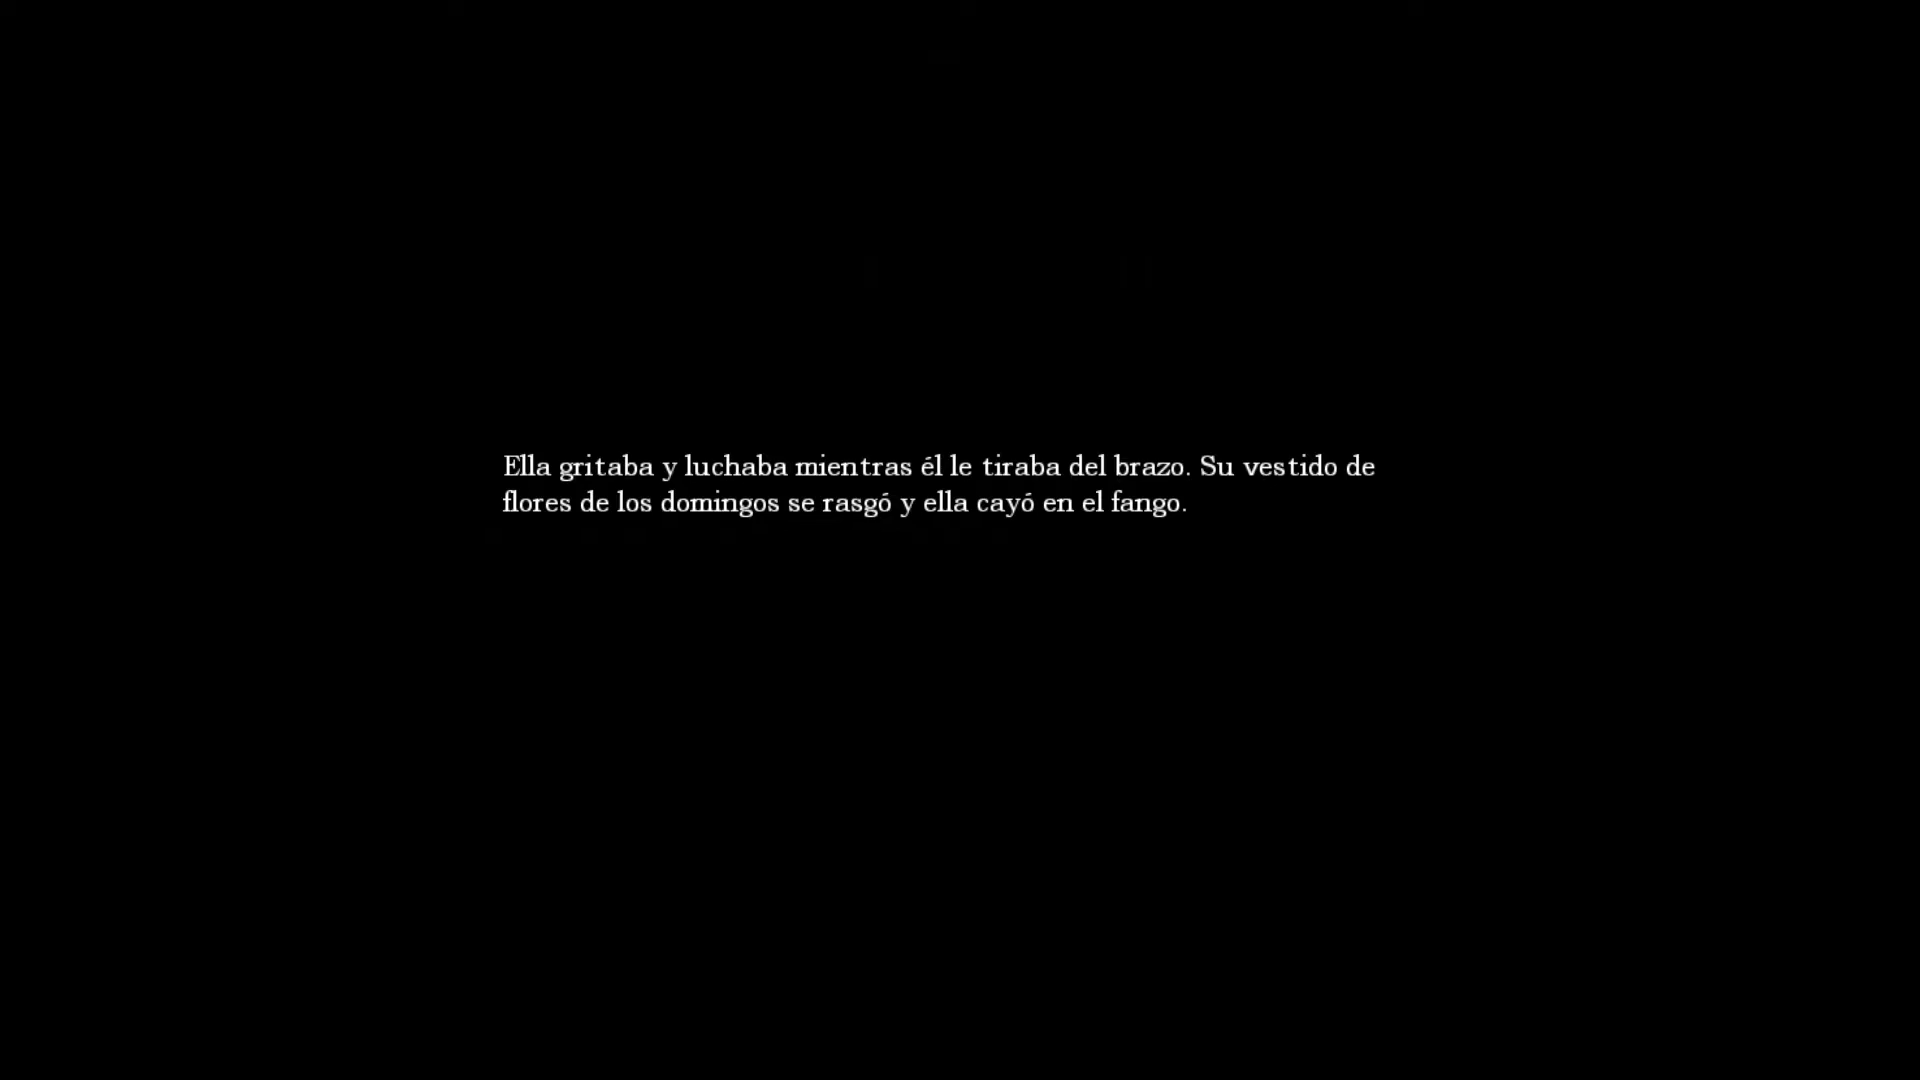 Ella gritaba y luchaba mientras él le tiraba del brazo. Su vestido de
flores de los domingos se rasgó y ella cayó en el fango.